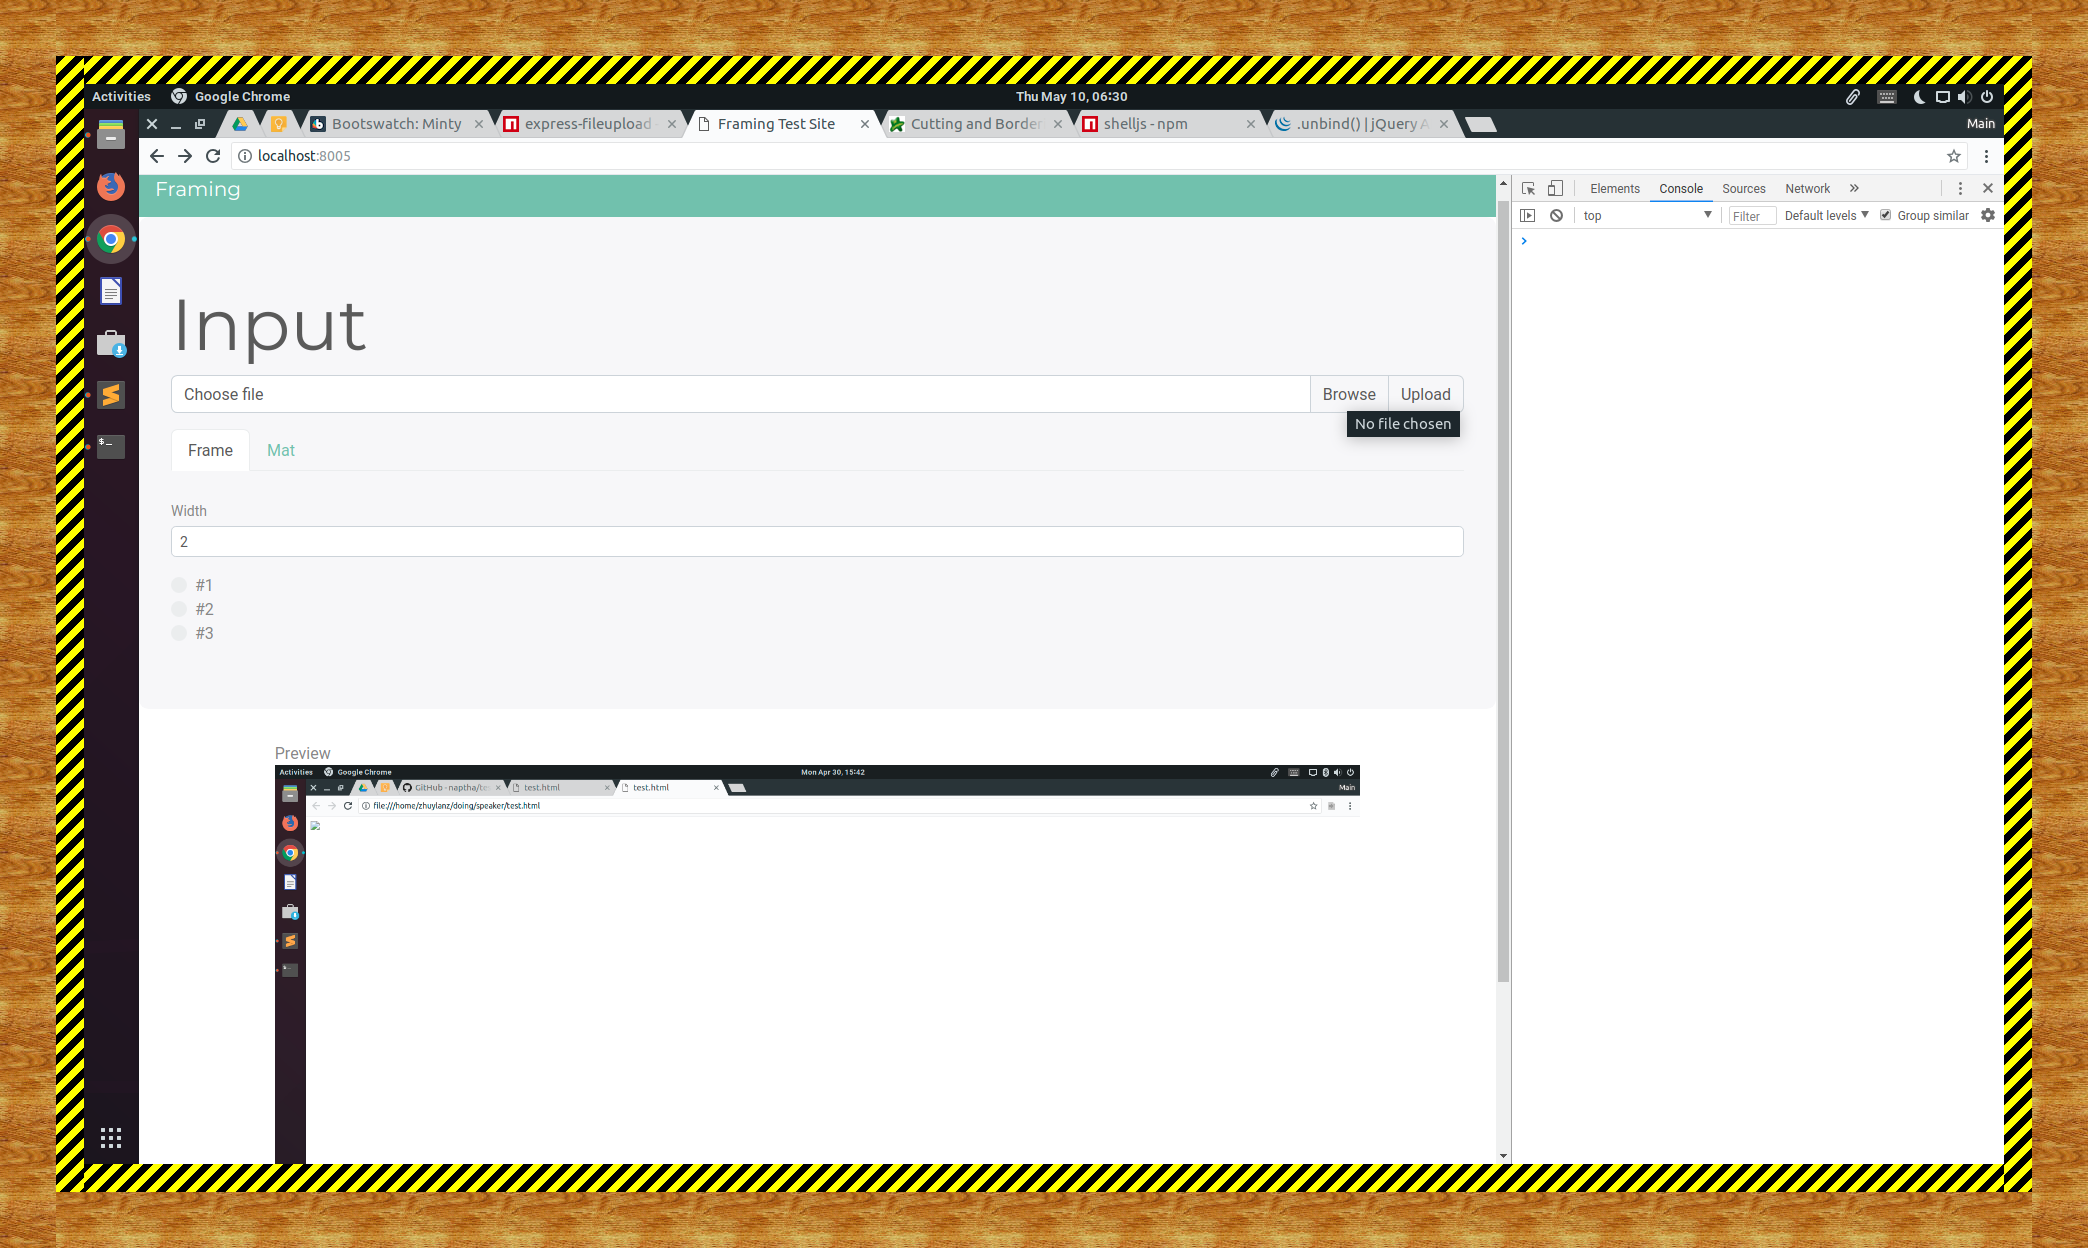 Activities Google Chrome Thu May 10, 06:30
Bootswatch: Minty express-fileupload - Framing Test Site Cutting and Border shelljs - npm .unbind() | jQuery A Main
localhost:8005
Framing
Input
Choose file Browse Upload
No file chosen
Frame Mat
Width
2
#1
#2
#3
Preview
Activities Google Chrome Mon Apr 30, 15:42
GitHub - naptha/te test.html test.html Main
file:///home/zhuylanz/doing/speaker/test.html
Elements Console Sources Network »
top Filter Default levels Group similar